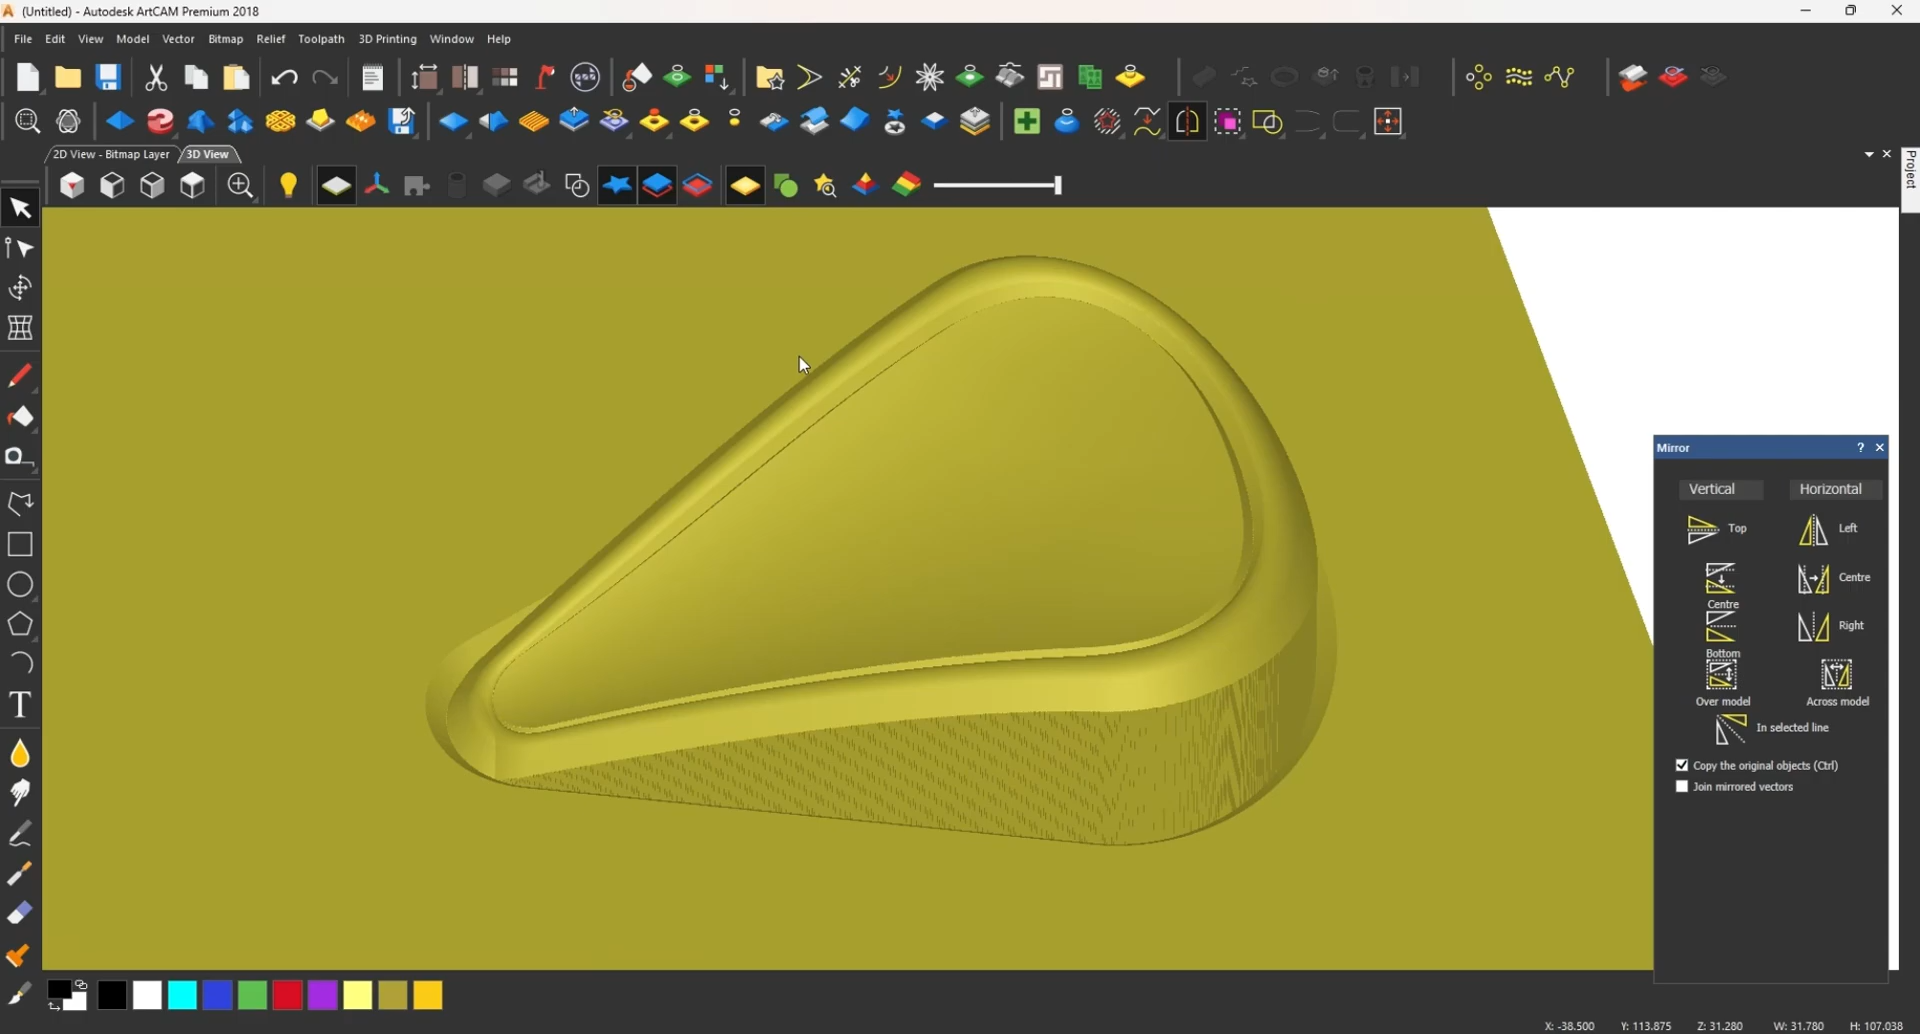 (Untitled) - Autodesk ArtCAM Premium 2018
File Edit View Model Vector Bitmap Relief Toolpath 3D Printing Window Help
2D View - Bitmap Layer 3D View
Project
Mirror ?
Vertical Horizontal
Top Left
Centre Centre
Bottom Right
Over model Across model
In selected line
Copy the original objects (Ctrl)
Join mirrored vectors
T
X: -38.500 Y: 113.875 Z: 31.280 W: 31.780 H: 107.038